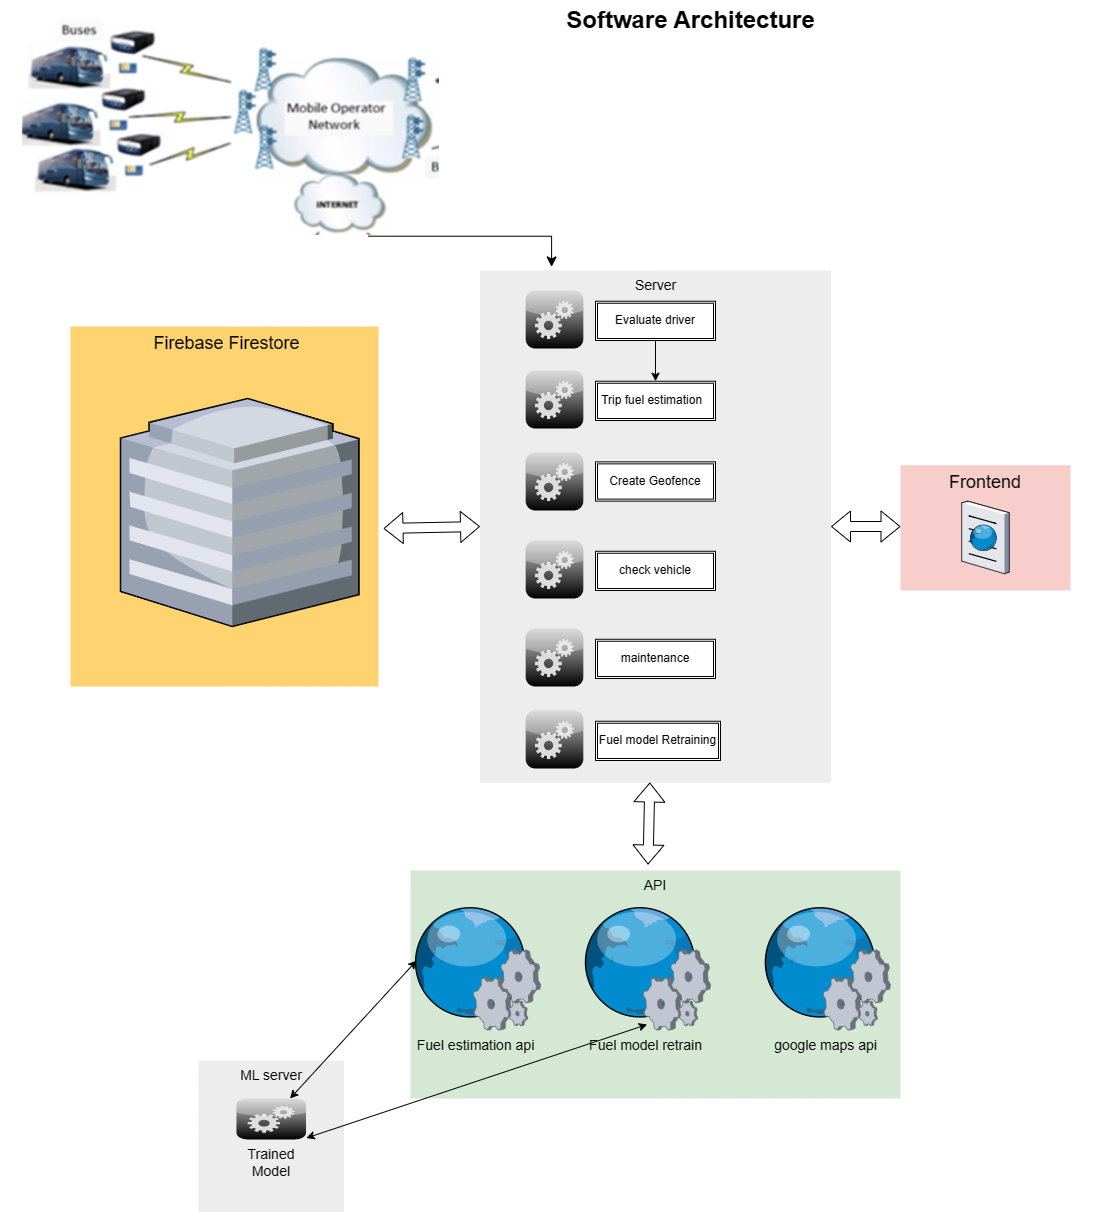 Software Architecture
Buses
Mobile Operator
Network
B
INTERNET
Server
Evaluate driver
Firebase Firestore
Trip fuel estimation
Create Geofence
Frontend
check vehicle
maintenance
Fuel model Retraining
API
Fuel estimation api
Fuel model retrain
google maps api
ML server
Trained
Model